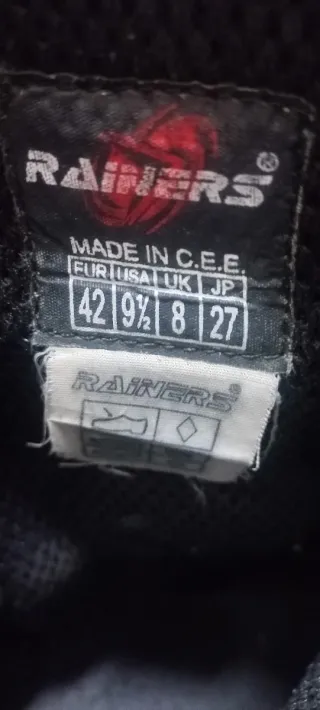 RAINERS®
MADE IN C.E.E.
EUR USA UK JP
42 9½ 8 27
RAINERS®